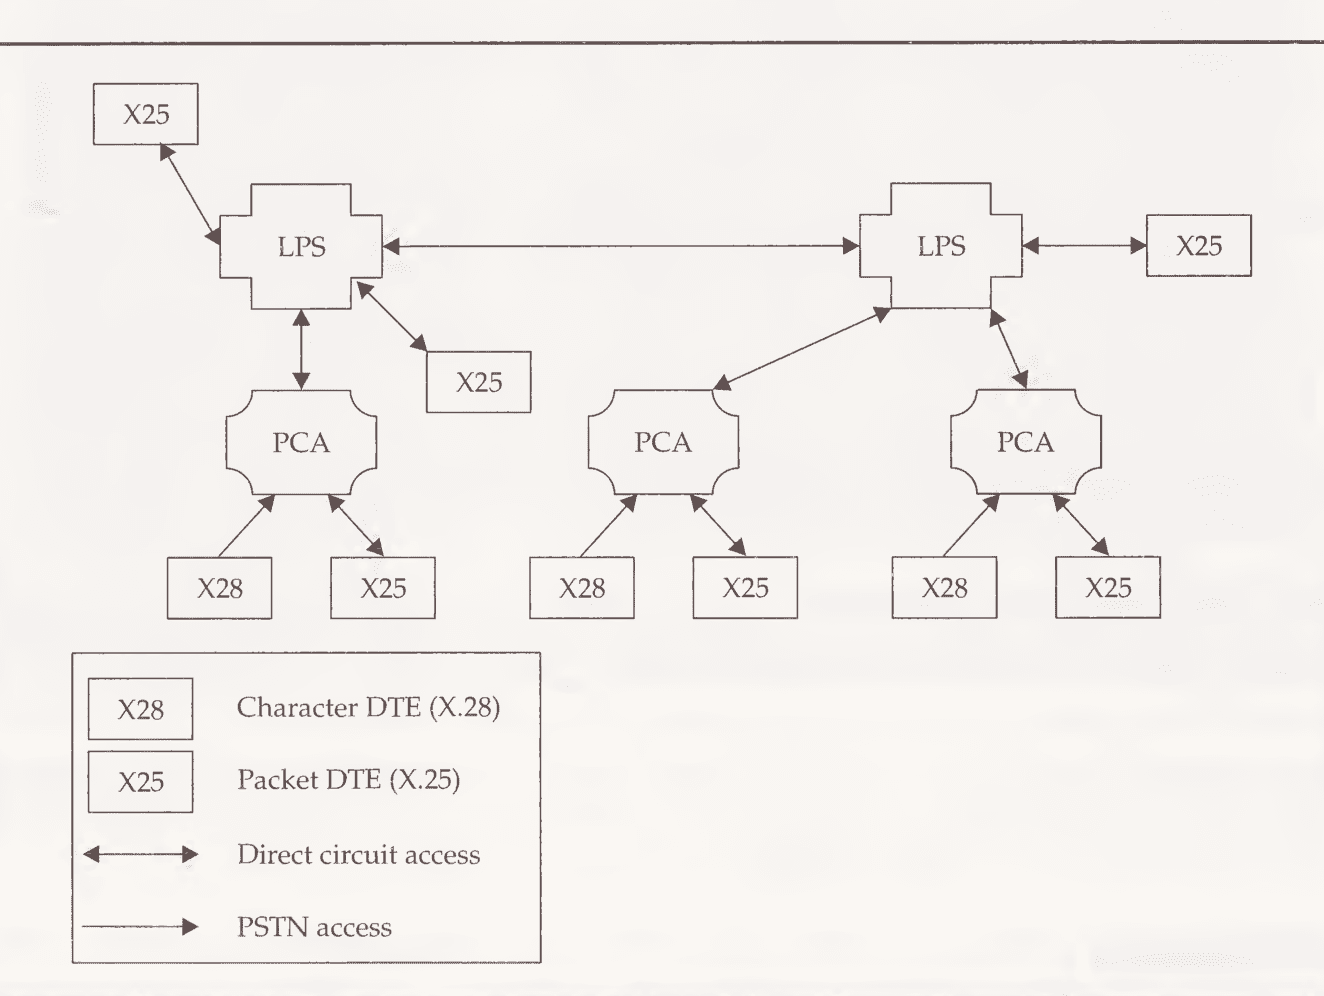 X25
LPS
LPS
X25
X25
PCA
PCA
PCA
X28
X25
X28
X25
X28
X25
X28 Character DTE (X.28)
X25 Packet DTE (X.25)
Direct circuit access
PSTN access